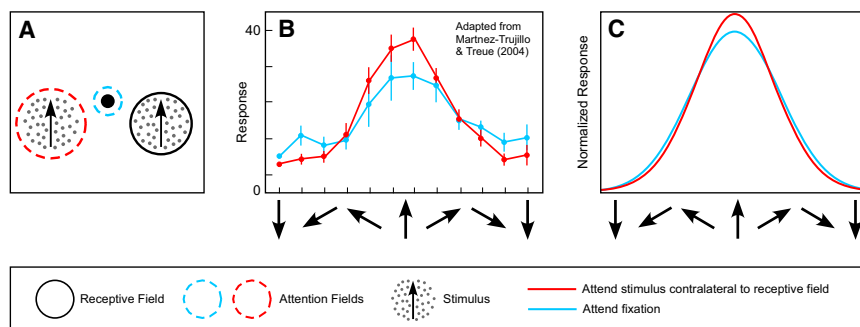 A
B
Adapted from
Martnez-Trujillo
& Treue (2004)
40
Response
0
C
Normalized Response
Receptive Field
Attention Fields
Stimulus
Attend stimulus contralateral to receptive field
Attend fixation